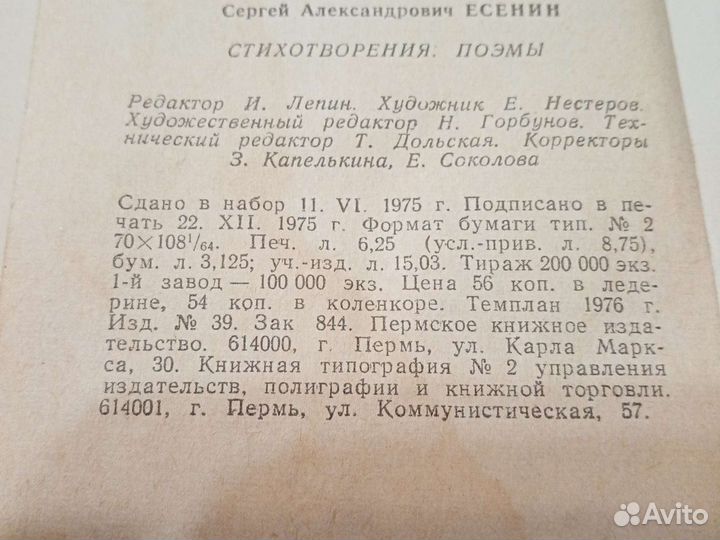 Сергей Александрович ЕСЕНИН
СТИХОТВОРЕНИЯ. ПОЭМЫ
Редактор И. Лепин. Художник Е. Нестеров.
Художественный редактор Н. Горбунов. Тех-
нический редактор Т. Дольская. Корректоры
З. Капелькина, Е. Соколова
Сдано в набор 11. VI. 1975 г. Подписано в пе-
чать 22. XII. 1975 г. Формат бумаги тип. № 2
70×108¹/₆₄. Печ. л. 6,25 (усл.-прив. л. 8,75),
бум. л. 3,125; уч.-изд. л. 15,03. Тираж 200 000 экз.
1-й завод — 100 000 экз. Цена 56 коп. в леде-
рине, 54 коп. в коленкоре. Темплан 1976 г.
Изд. № 39. Зак 844. Пермское книжное изда-
тельство. 614000, г. Пермь, ул. Карла Марк-
са, 30. Книжная типография № 2 управления
издательств, полиграфии и книжной торговли.
614001, г. Пермь, ул. Коммунистическая, 57.
Avito